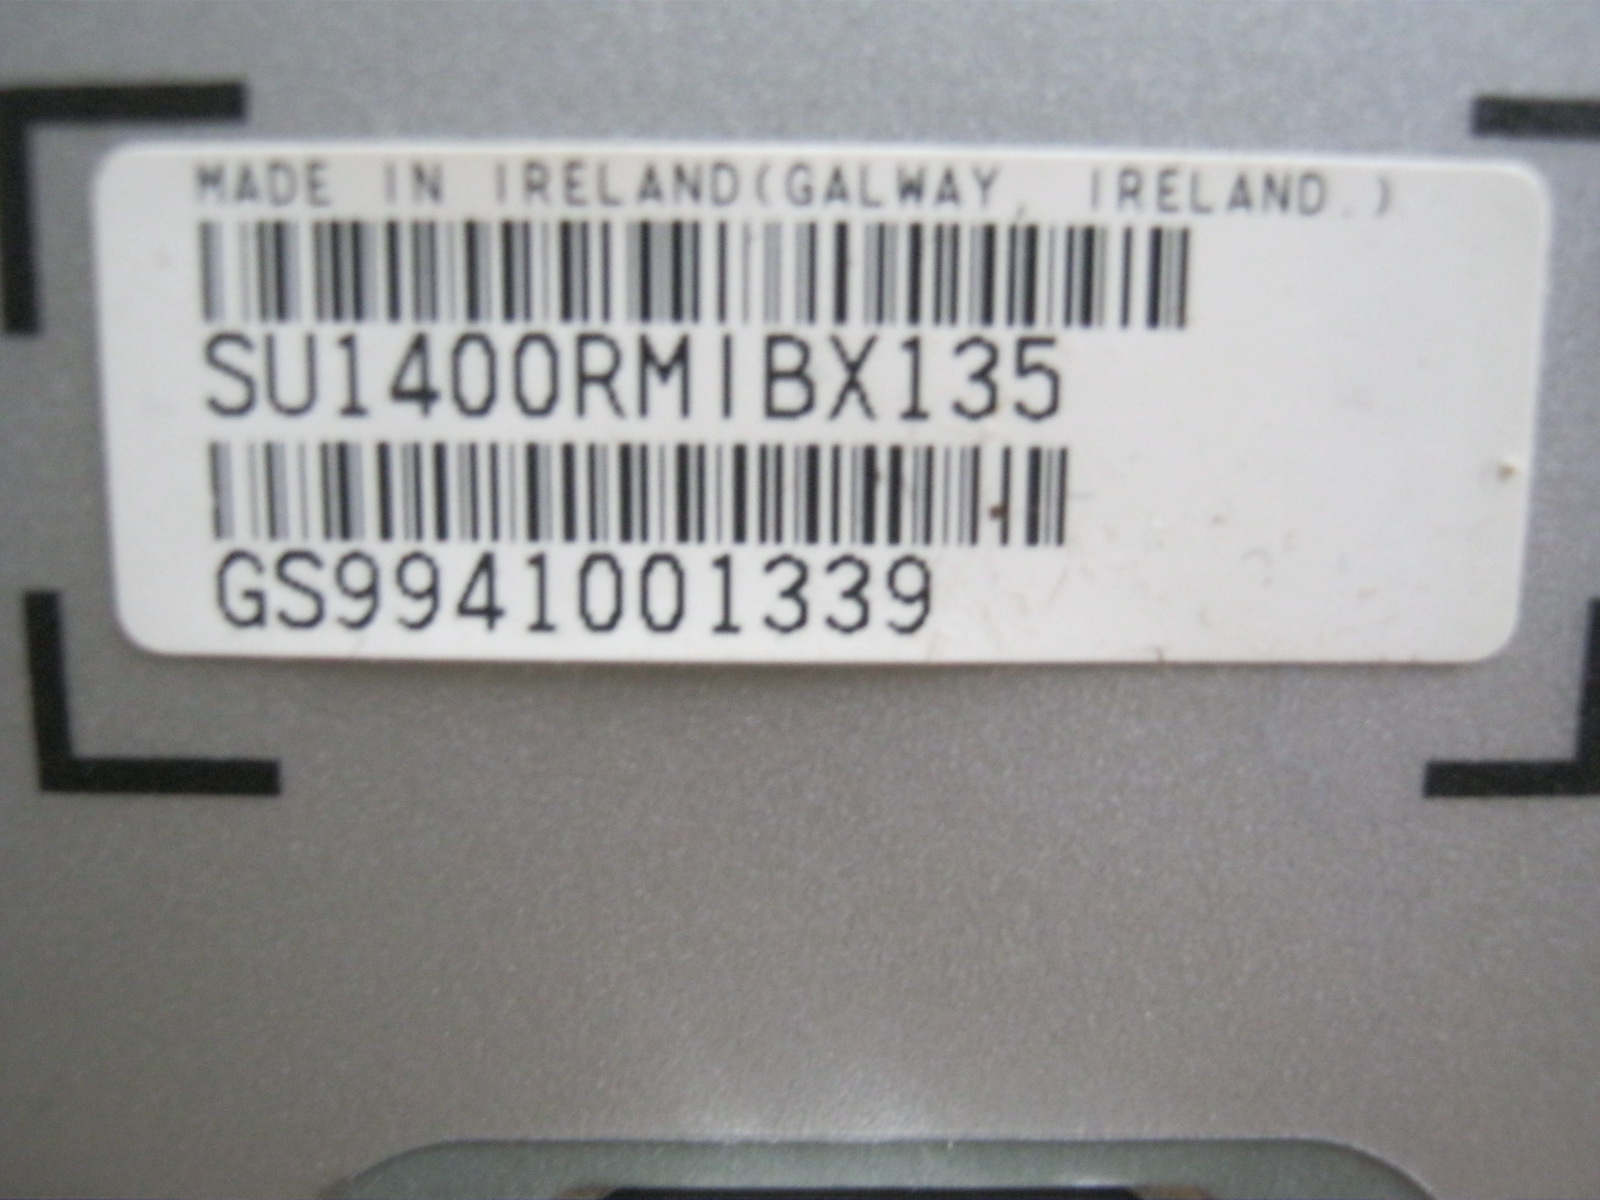 MADE IN IRELAND(GALWAY, IRELAND.)
SU1400RMIBX135
GS9941001339